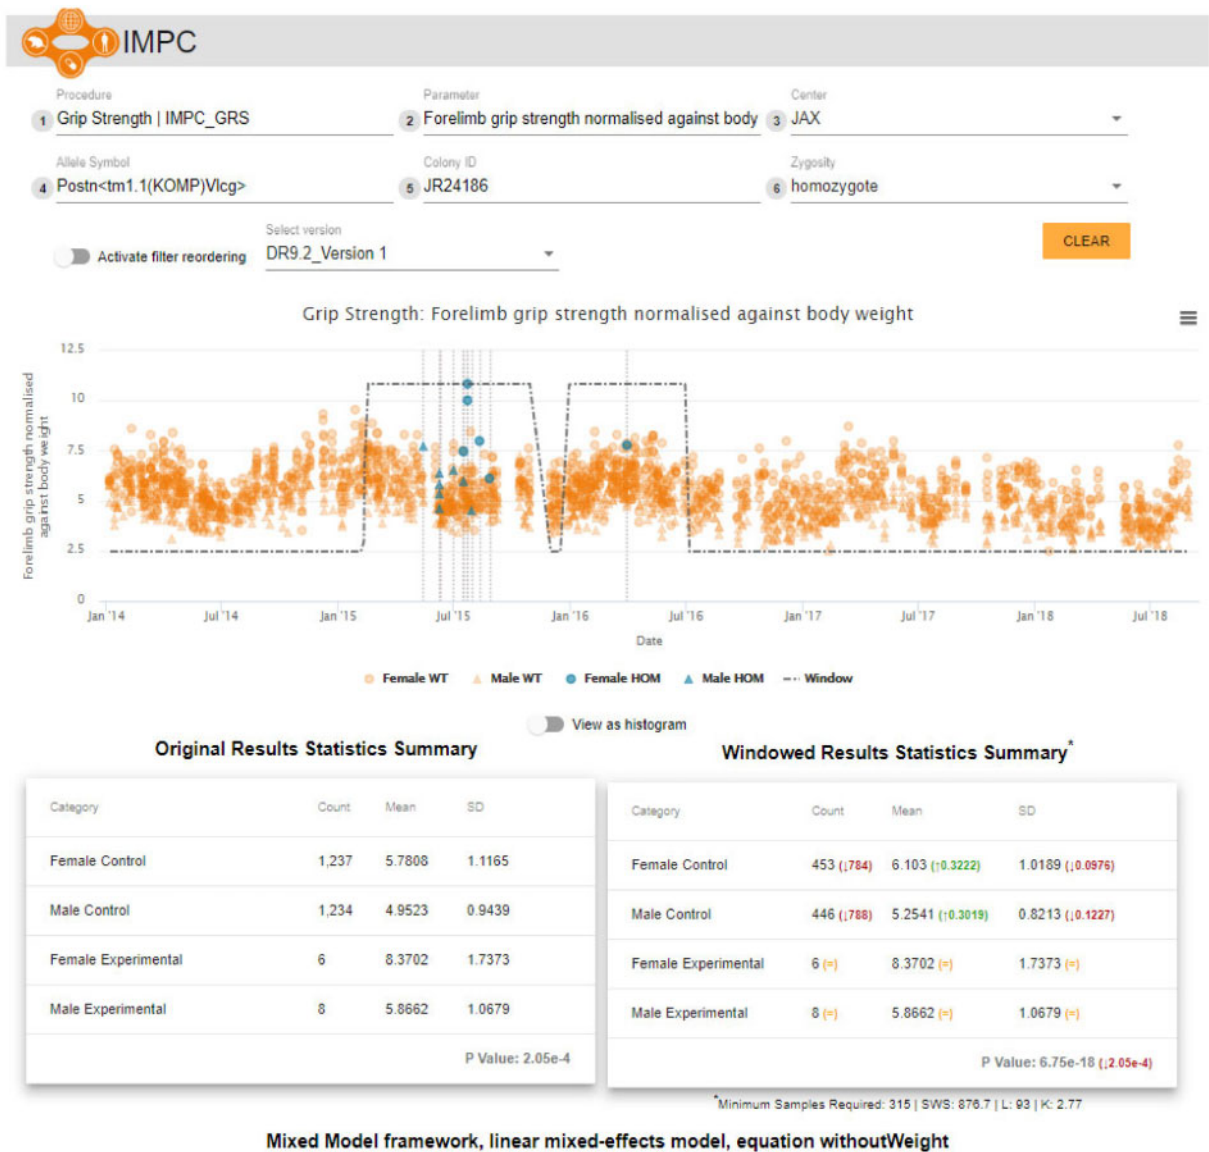 IMPC
Procedure
Parameter
Center
1 Grip Strength | IMPC_GRS
2 Forelimb grip strength normalised against body
3 JAX
Allele Symbol
Colony ID
Zygosity
4 Postn<tm1.1(KOMP)Vlcg>
5 JR24186
6 homozygote
Activate filter reordering
Select version
DR9.2_Version 1
CLEAR
Grip Strength: Forelimb grip strength normalised against body weight
Forelimb grip strength normalised
against body weight
12.5
10
7.5
5
2.5
0
Jan '14 Jul '14 Jan '15 Jul '15 Jan '16 Jul '16 Jan '17 Jul '17 Jan '18 Jul '18
Date
Female WT Male WT Female HOM Male HOM Window
View as histogram
Original Results Statistics Summary
Category Count Mean SD
Female Control 1,237 5.7808 1.1165
Male Control 1,234 4.9523 0.9439
Female Experimental 6 8.3702 1.7373
Male Experimental 8 5.8662 1.0679
P Value: 2.05e-4
Windowed Results Statistics Summary*
Category Count Mean SD
Female Control 453 (↓784) 6.103 (↑0.3222) 1.0189 (↓0.0976)
Male Control 446 (↓788) 5.2541 (↑0.3019) 0.8213 (↓0.1227)
Female Experimental 6 (=) 8.3702 (=) 1.7373 (=)
Male Experimental 8 (=) 5.8662 (=) 1.0679 (=)
P Value: 6.75e-18 (↓2.05e-4)
*Minimum Samples Required: 315 | SWS: 876.7 | L: 93 | K: 2.77
Mixed Model framework, linear mixed-effects model, equation withoutWeight